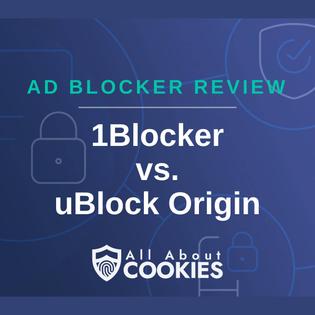 AD BLOCKER REVIEW
1Blocker
vs.
uBlock Origin
All About
COOKIES